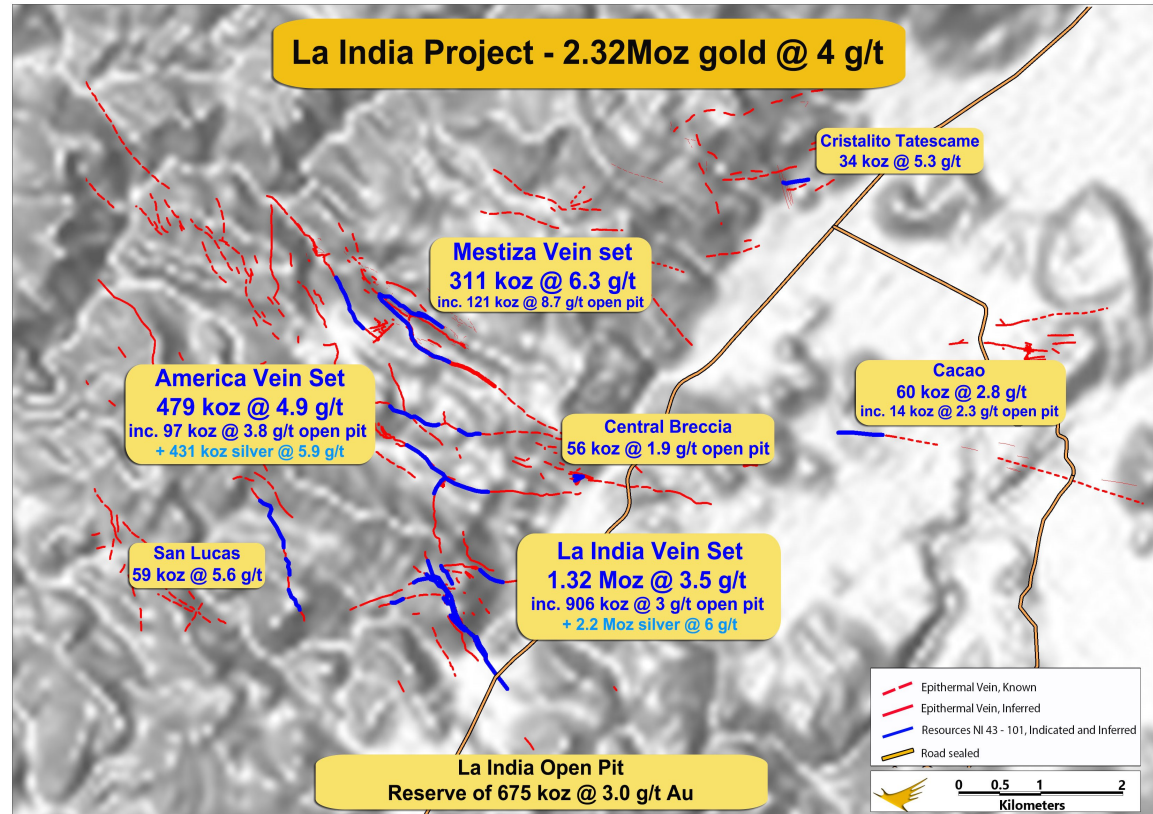 La India Project - 2.32Moz gold @ 4 g/t
Cristalito Tatescame
34 koz @ 5.3 g/t
Mestiza Vein set
311 koz @ 6.3 g/t
inc. 121 koz @ 8.7 g/t open pit
America Vein Set
479 koz @ 4.9 g/t
inc. 97 koz @ 3.8 g/t open pit
+ 431 koz silver @ 5.9 g/t
Cacao
60 koz @ 2.8 g/t
inc. 14 koz @ 2.3 g/t open pit
Central Breccia
56 koz @ 1.9 g/t open pit
San Lucas
59 koz @ 5.6 g/t
La India Vein Set
1.32 Moz @ 3.5 g/t
inc. 906 koz @ 3 g/t open pit
+ 2.2 Moz silver @ 6 g/t
La India Open Pit
Reserve of 675 koz @ 3.0 g/t Au
Epithermal Vein, Known
Epithermal Vein, Inferred
Resources NI 43 - 101, Indicated and Inferred
Road sealed
0 0.5 1 2
Kilometers